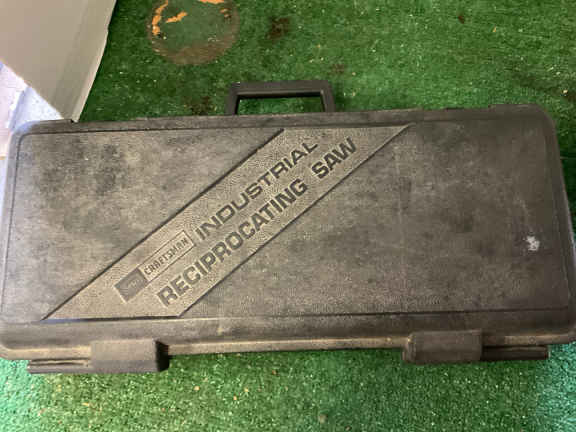 CRAFTSMAN
INDUSTRIAL
RECIPROCATING SAW